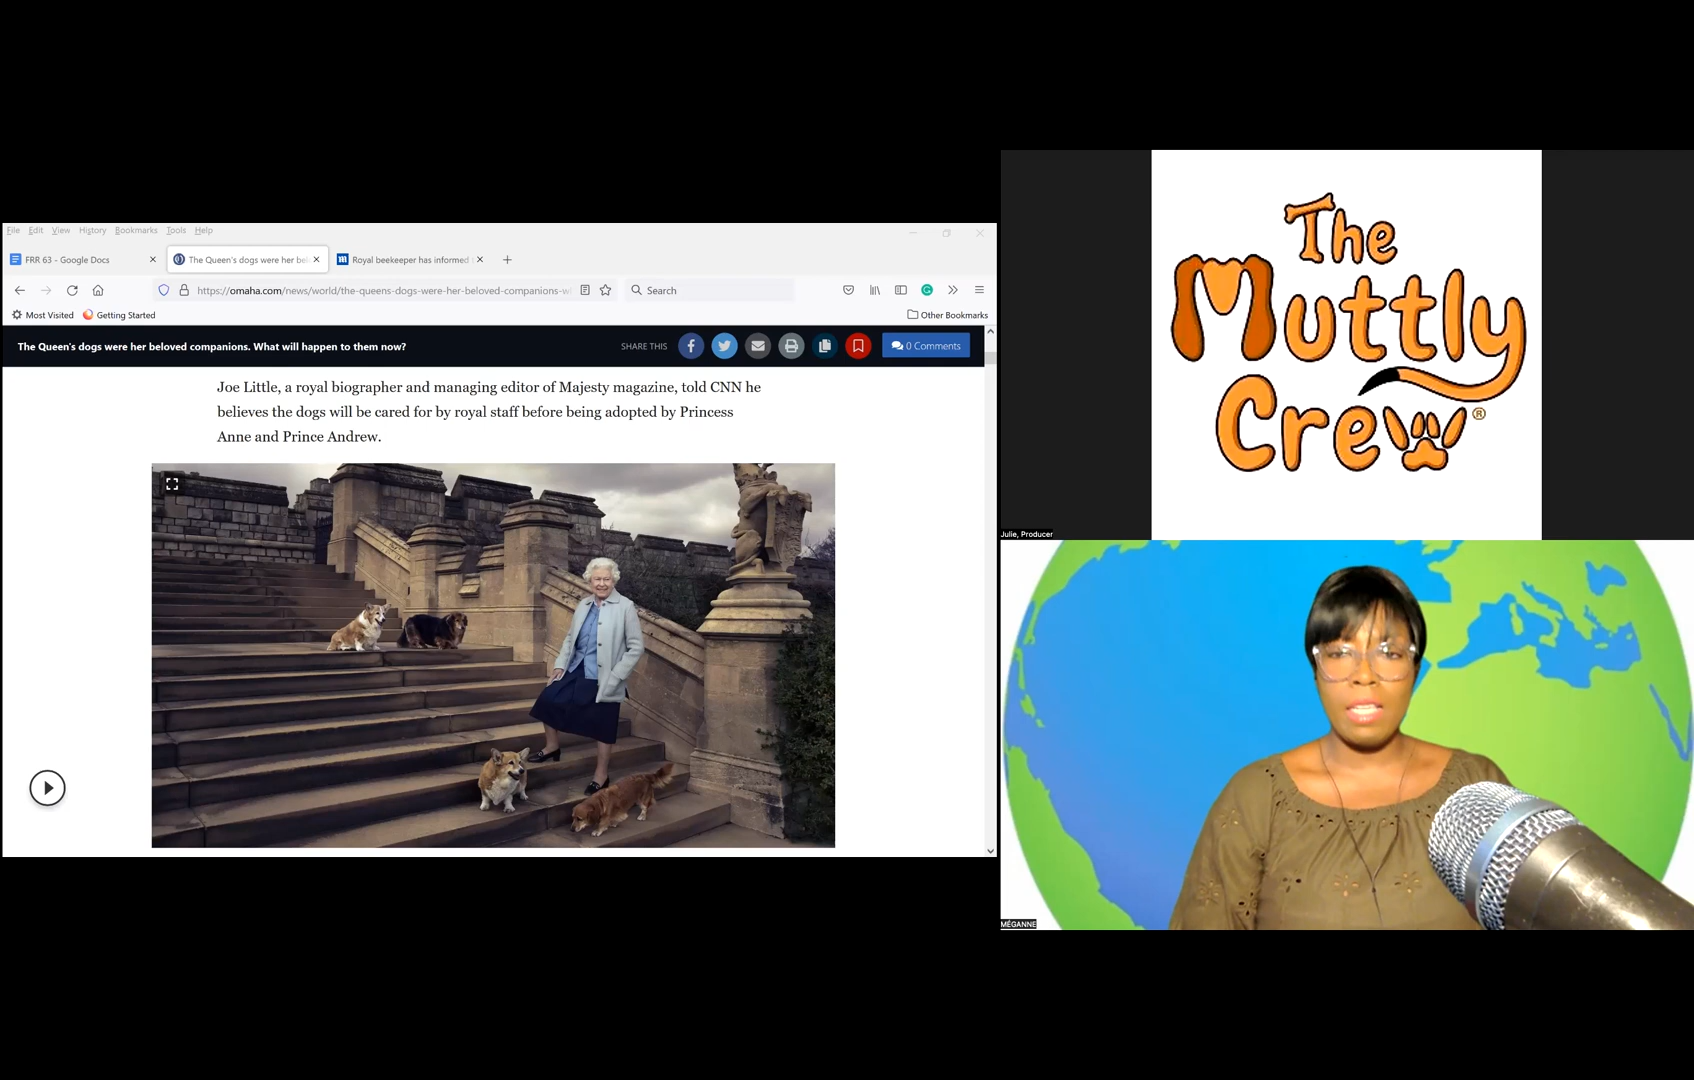 File Edit View History Bookmarks Tools Help
FRR 63 - Google Docs
The Queen's dogs were her bel
Royal beekeeper has informed
https://omaha.com/news/world/the-queens-dogs-were-her-beloved-companions-w
Search
Most Visited
Getting Started
Other Bookmarks
The Queen's dogs were her beloved companions. What will happen to them now?
SHARE THIS
0 Comments
Joe Little, a royal biographer and managing editor of Majesty magazine, told CNN he
believes the dogs will be cared for by royal staff before being adopted by Princess
Anne and Prince Andrew.
The
Muttly
Crew®
Julie, Producer
MÉGANNE